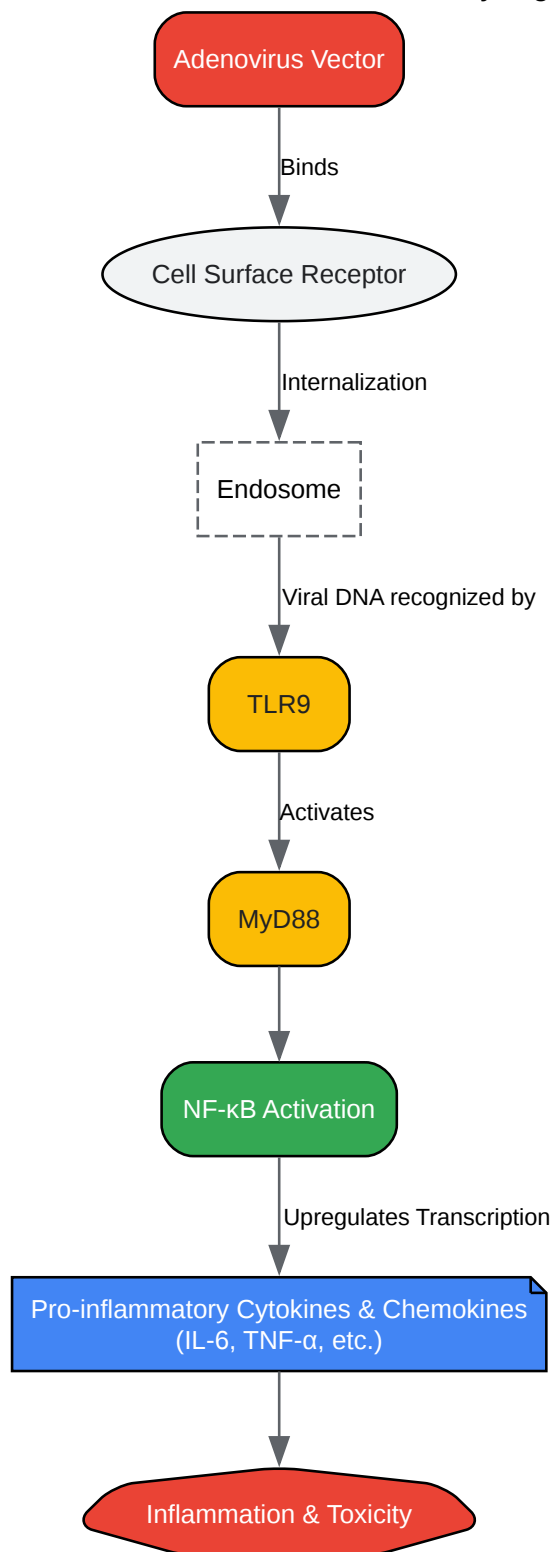 Adenovirus Vector
Binds
Cell Surface Receptor
Internalization
Endosome
Viral DNA recognized by
TLR9
Activates
MyD88
NF-κB Activation
Upregulates Transcription
Pro-inflammatory Cytokines & Chemokines
(IL-6, TNF-α, etc.)
Inflammation & Toxicity